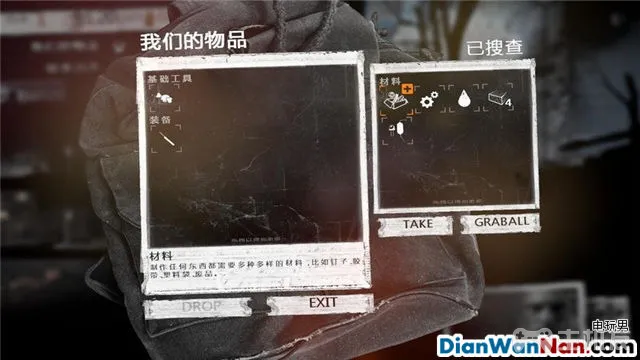 我们的物品
已搜查
基础工具
材料
4
装备
TAKE
GRABALL
材料
制作任何东西都需要多种多样的材料,比如钉子,胶
带,塑料袋,废品。
DROP
EXIT
电玩男
DianWanNan.com